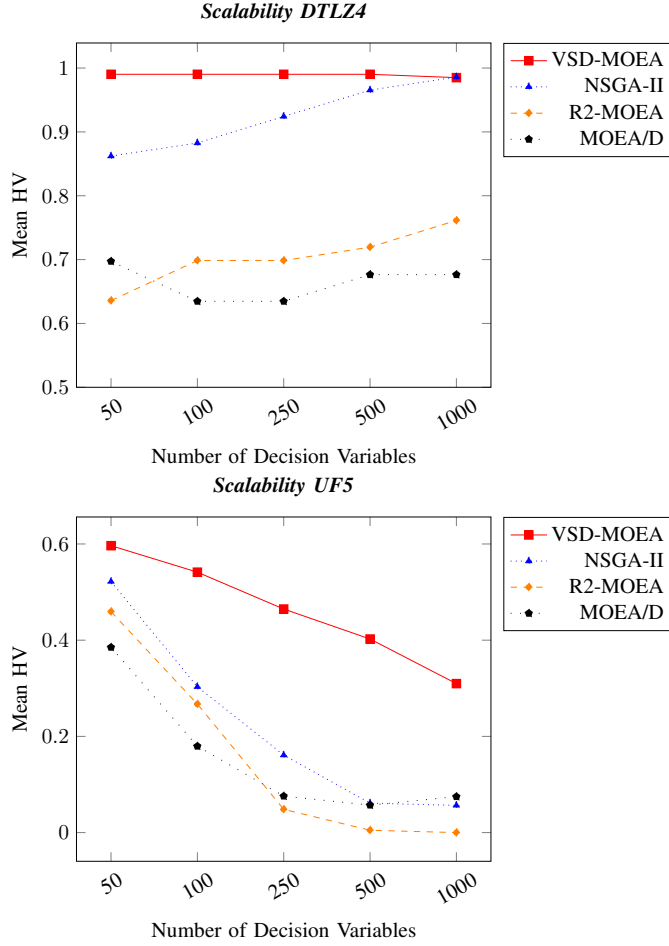 Scalability DTLZ4
1
0.9
0.8
0.7
0.6
0.5
Mean HV
50
100
250
500
1000
Number of Decision Variables
VSD-MOEA
NSGA-II
R2-MOEA
MOEA/D
Scalability UF5
0.6
0.4
0.2
0
Mean HV
50
100
250
500
1000
Number of Decision Variables
VSD-MOEA
NSGA-II
R2-MOEA
MOEA/D